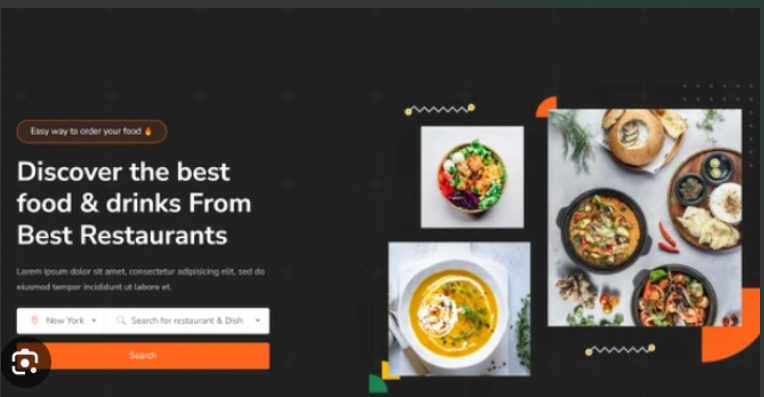 Easy way to order your food 🔥
Discover the best
food & drinks From
Best Restaurants
Lorem ipsum dolor sit amet, consectetur adipisicing elit, sed do
eiusmod tempor incididunt ut labore et.
New York
Search for restaurant & Dish
Search